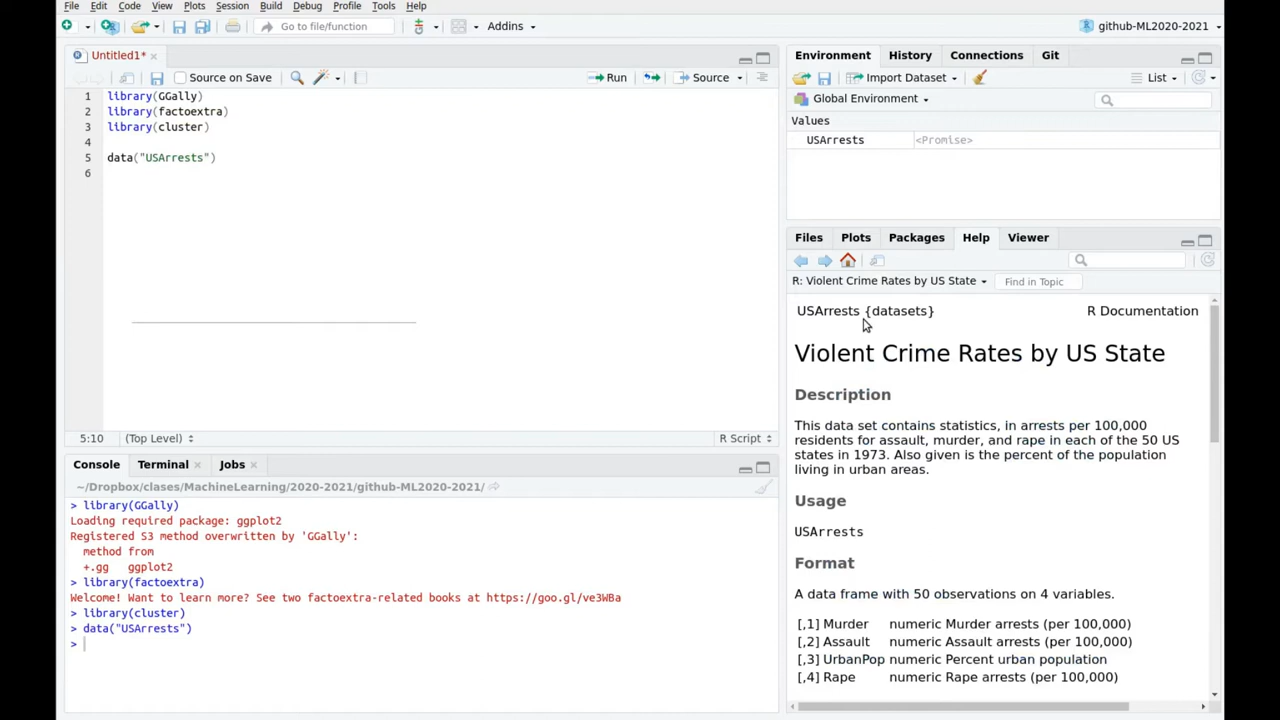 File Edit Code View Plots Session Build Debug Profile Tools Help
Go to file/function Addins github-ML2020-2021
Untitled1*
Source on Save Run Source
1 library(GGally)
2 library(factoextra)
3 library(cluster)
4
5 data("USArrests")
6
5:10 (Top Level) R Script
Console Terminal Jobs
~/Dropbox/clases/MachineLearning/2020-2021/github-ML2020-2021/
> library(GGally)
Loading required package: ggplot2
Registered S3 method overwritten by 'GGally':
method from
+.gg ggplot2
> library(factoextra)
Welcome! Want to learn more? See two factoextra-related books at https://goo.gl/ve3WBa
> library(cluster)
> data("USArrests")
>
Environment History Connections Git
Import Dataset List
Global Environment
Values
USArrests <Promise>
Files Plots Packages Help Viewer
R: Violent Crime Rates by US State Find in Topic
USArrests {datasets} R Documentation
Violent Crime Rates by US State
Description
This data set contains statistics, in arrests per 100,000
residents for assault, murder, and rape in each of the 50 US
states in 1973. Also given is the percent of the population
living in urban areas.
Usage
USArrests
Format
A data frame with 50 observations on 4 variables.
[,1] Murder numeric Murder arrests (per 100,000)
[,2] Assault numeric Assault arrests (per 100,000)
[,3] UrbanPop numeric Percent urban population
[,4] Rape numeric Rape arrests (per 100,000)